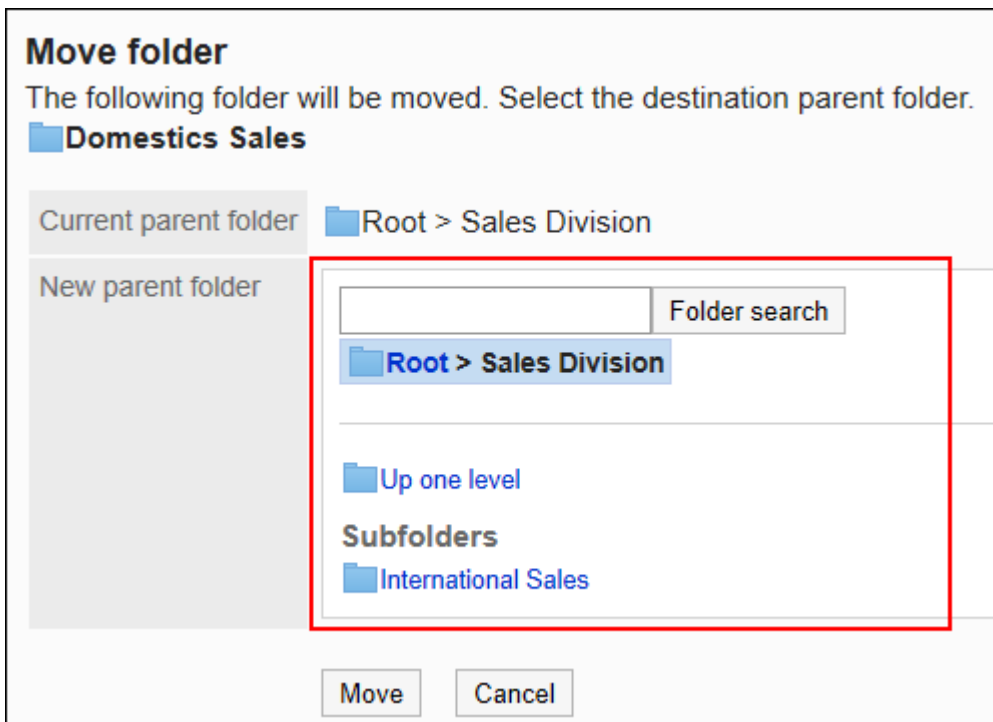 Move folder
The following folder will be moved. Select the destination parent folder.
Domestics Sales
Current parent folder Root > Sales Division
New parent folder
Folder search
Root > Sales Division
Up one level
Subfolders
International Sales
Move Cancel